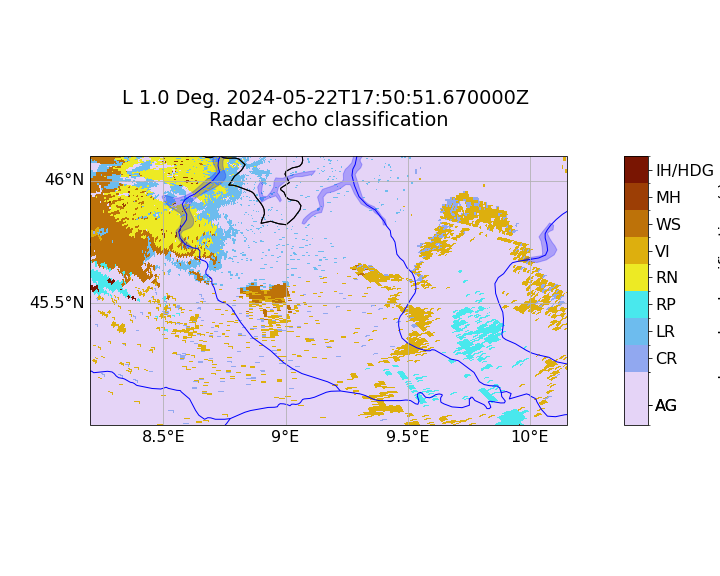 L 1.0 Deg. 2024-05-22T17:50:51.670000Z
Radar echo classification
46°N
45.5°N
8.5°E
9°E
9.5°E
10°E
IH/HDG
MH
WS
VI
RN
RP
LR
CR
AG